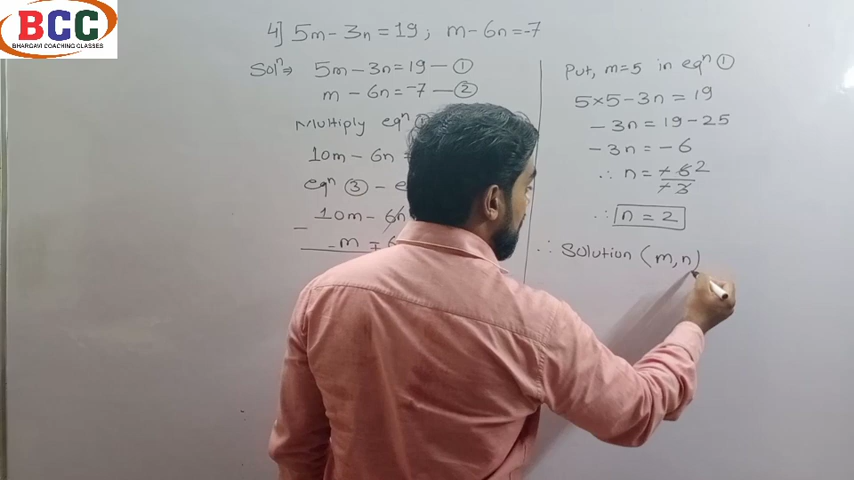 BCC
BHARGAVI COACHING CLASSES
4] 5m - 3n = 19 ; m - 6n = -7
Solⁿ ⇒ 5m - 3n = 19 — ①
m - 6n = -7 — ②
Multiply eqⁿ
10m - 6n =
eqⁿ ③ - e
10m - 6n
- m
Put, m=5 in eqⁿ ①
5×5 - 3n = 19
- 3n = 19 - 25
- 3n = -6
∴ n = -6 2
-3
∴ n = 2
∴ Solution (m,n)